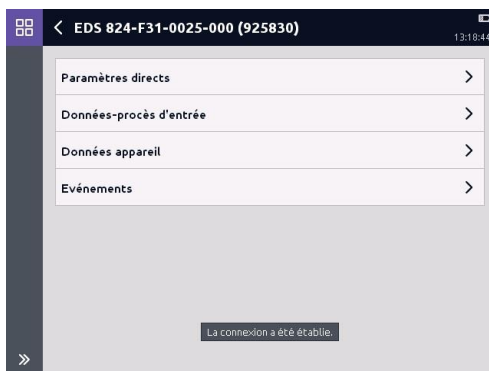 EDS 824-F31-0025-000 (925830)
13:18:44
Paramètres directs
Données-procès d'entrée
Données appareil
Evénements
La connexion a été établie.